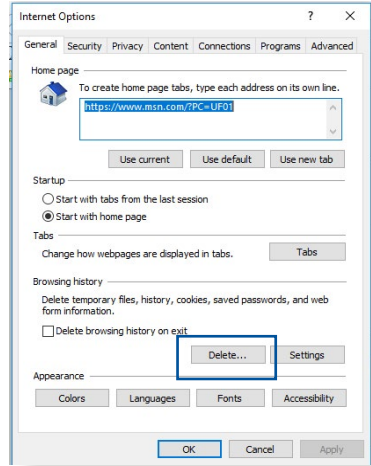 Internet Options ? X
General Security Privacy Content Connections Programs Advanced
Home page
To create home page tabs, type each address on its own line.
https://www.msn.com/?PC=UF01
Use current Use default Use new tab
Startup
Start with tabs from the last session
Start with home page
Tabs
Change how webpages are displayed in tabs. Tabs
Browsing history
Delete temporary files, history, cookies, saved passwords, and web
form information.
Delete browsing history on exit
Delete... Settings
Appearance
Colors Languages Fonts Accessibility
OK Cancel Apply